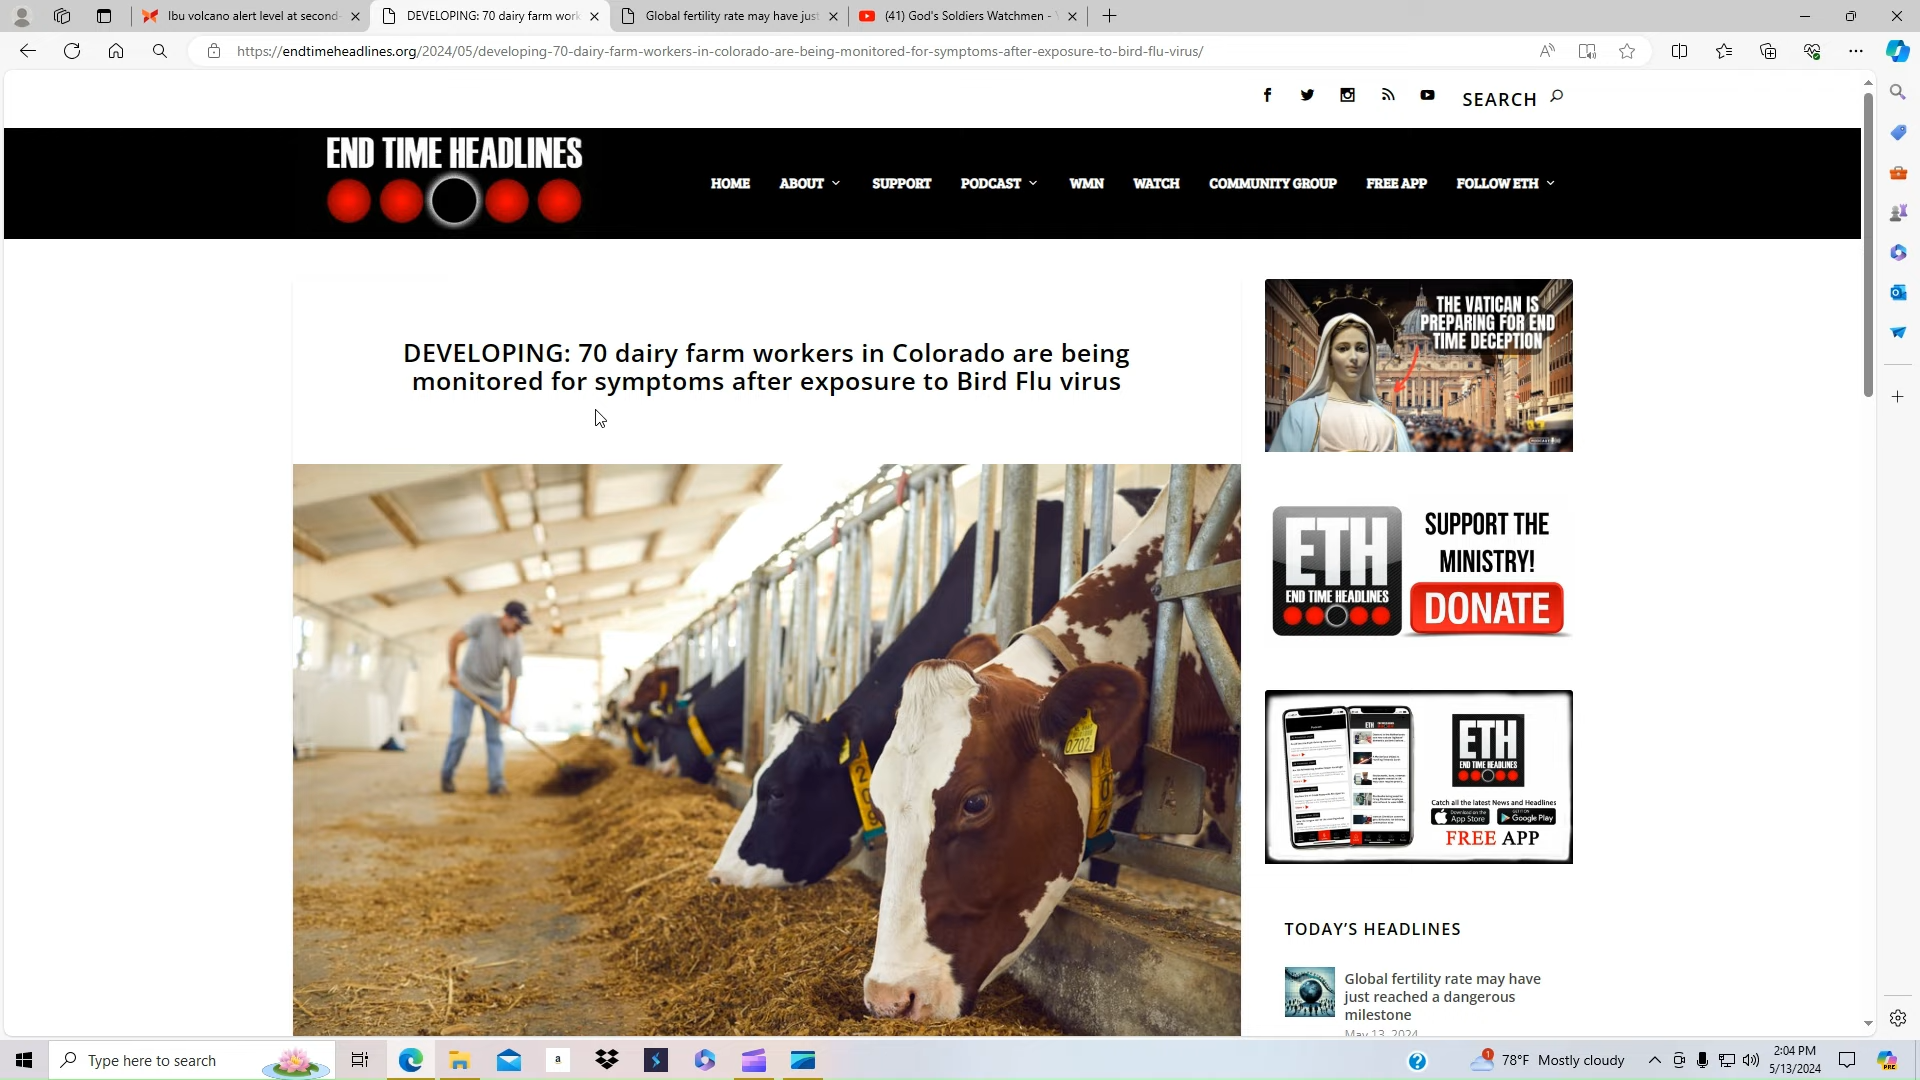 Ibu volcano alert level at second-
DEVELOPING: 70 dairy farm work
Global fertility rate may have just
(41) God's Soldiers Watchmen -
https://endtimeheadlines.org/2024/05/developing-70-dairy-farm-workers-in-colorado-are-being-monitored-for-symptoms-after-exposure-to-bird-flu-virus/
SEARCH
END TIME HEADLINES
HOME ABOUT SUPPORT PODCAST WMN WATCH COMMUNITY GROUP FREE APP FOLLOW ETH
DEVELOPING: 70 dairy farm workers in Colorado are being
monitored for symptoms after exposure to Bird Flu virus
THE VATICAN IS
PREPARING FOR END
TIME DECEPTION
ETH
END TIME HEADLINES
SUPPORT THE
MINISTRY!
DONATE
ETH
END TIME HEADLINES
Catch all the latest News and Headlines
App Store
Google Play
FREE APP
0702
TODAY'S HEADLINES
Global fertility rate may have
just reached a dangerous
milestone
May 13, 2024
Type here to search
78°F Mostly cloudy
2:04 PM
5/13/2024